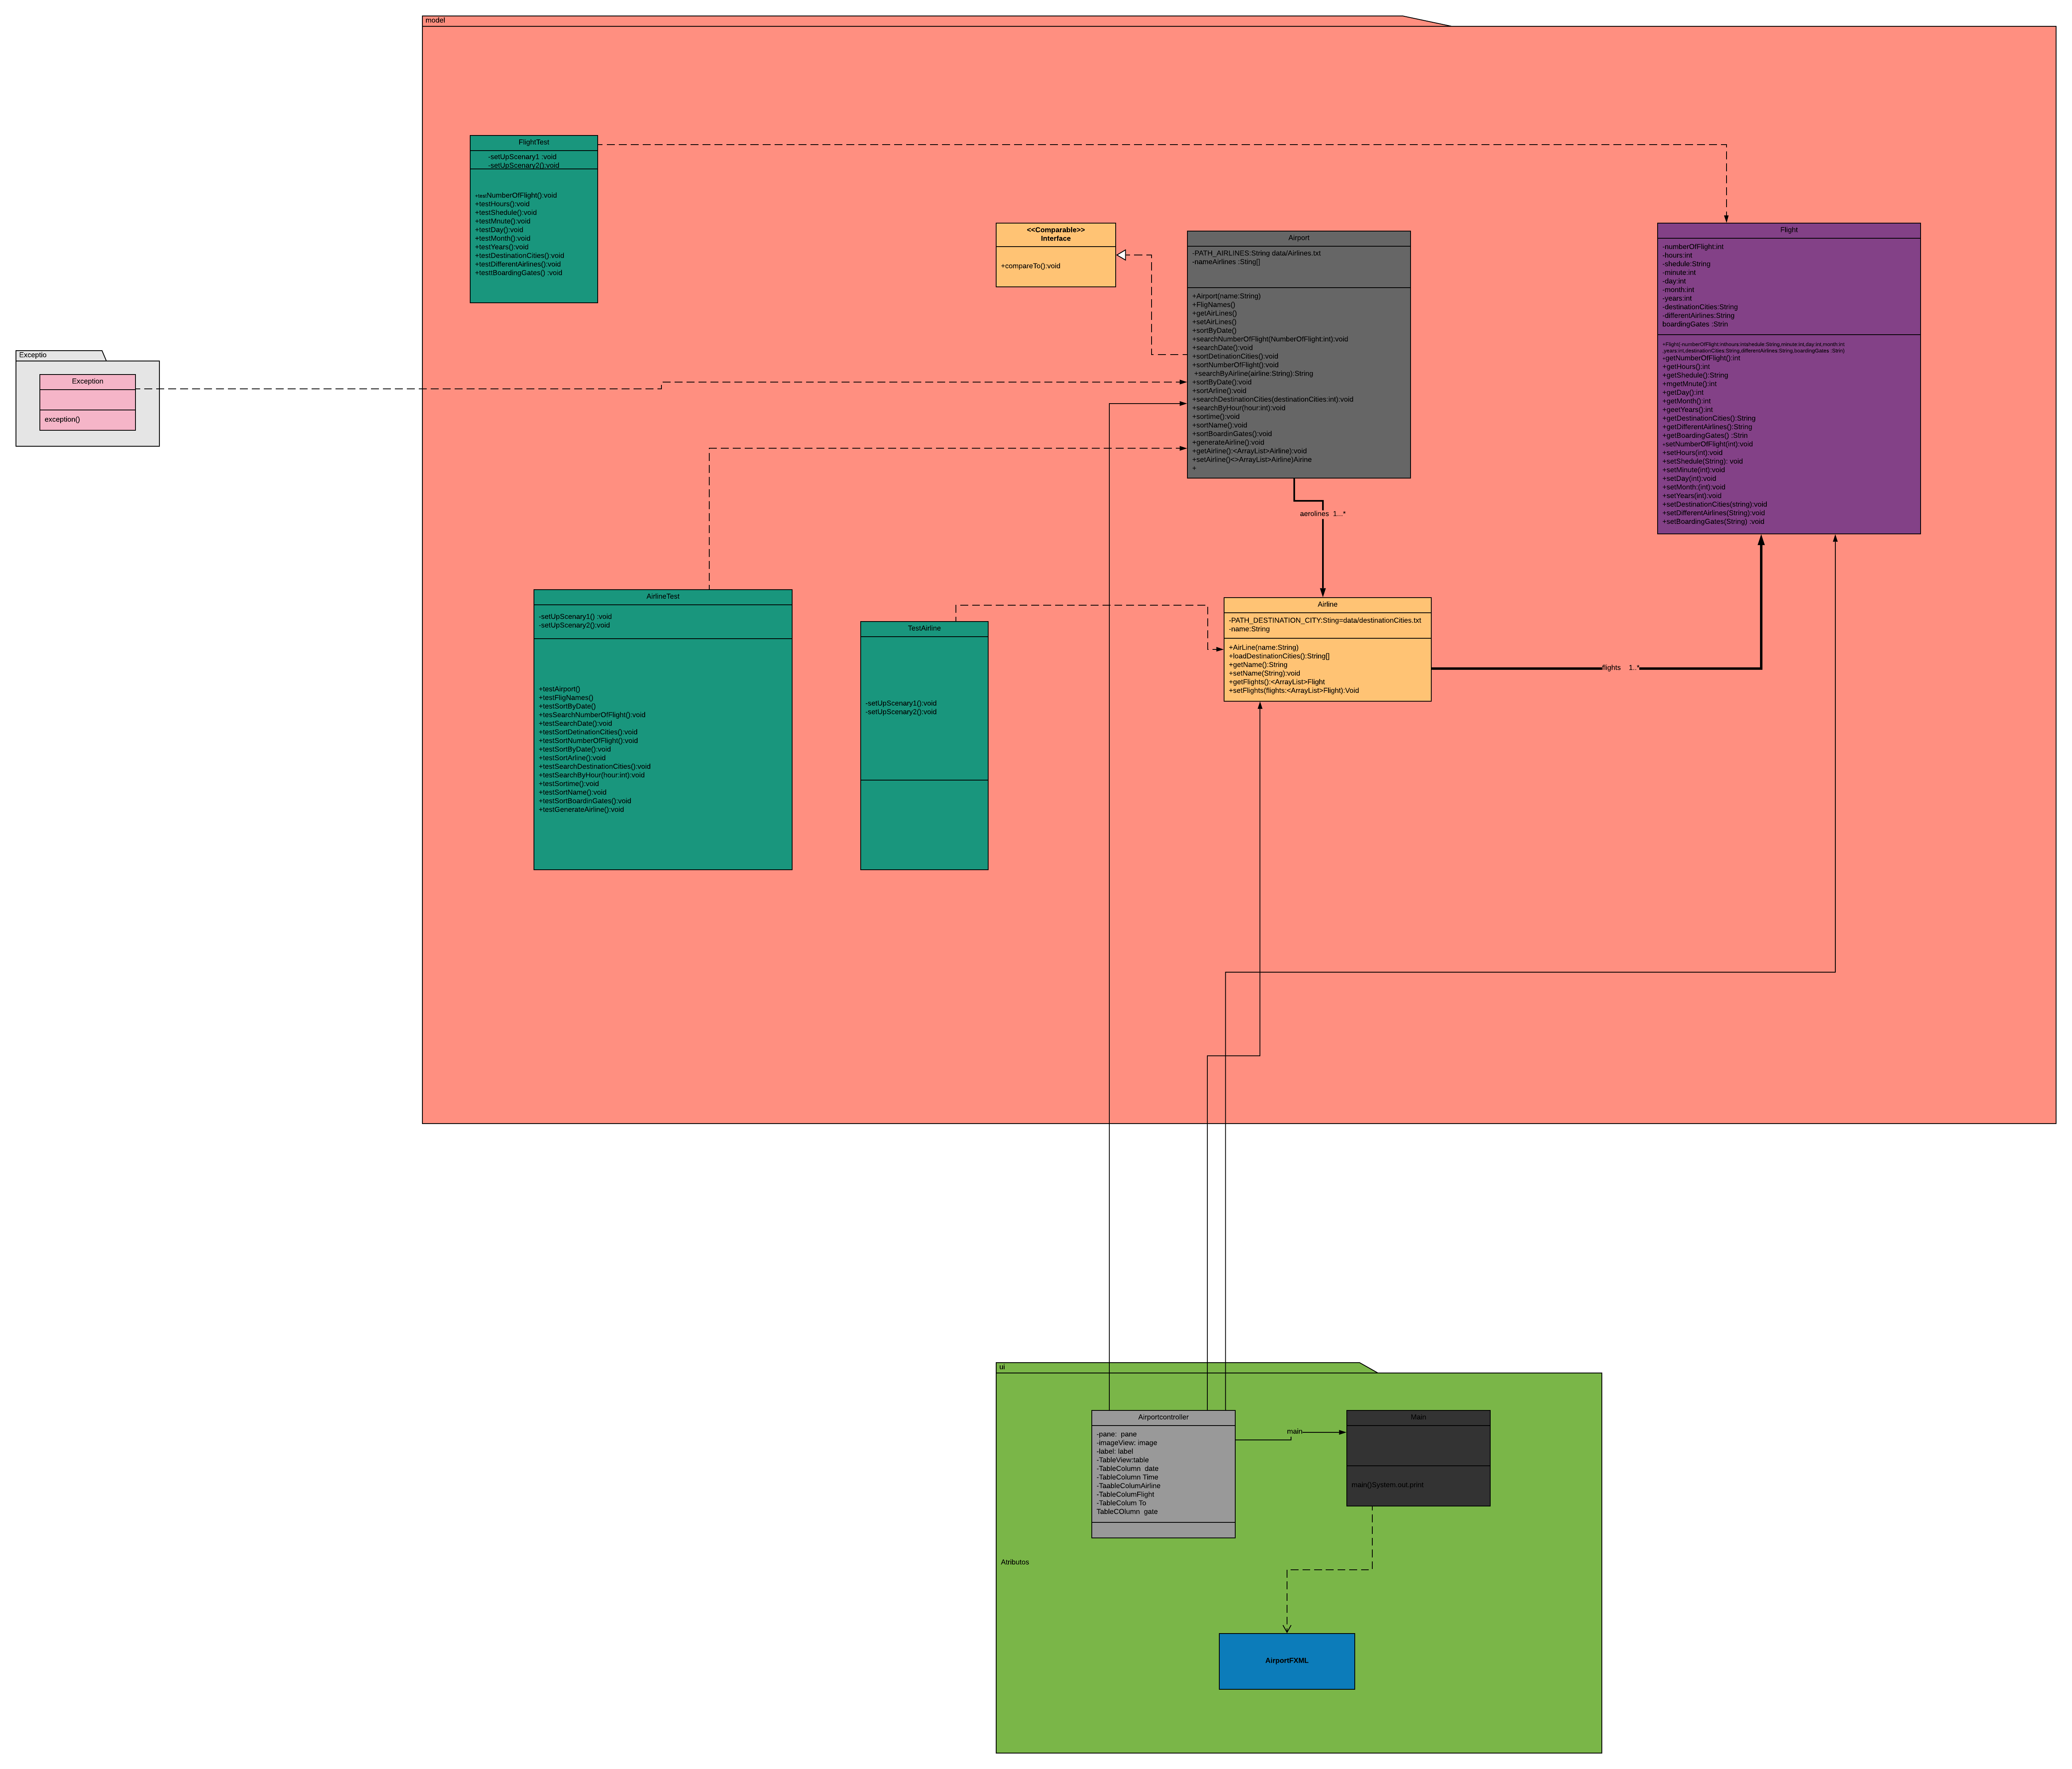 model
FlightTest
-setUpScenary1 :void
-setUpScenary2():void
+testNumberOfFlight():void
+testHours():void
+testShedule():void
+testMnute():void
+testDay():void
+testMonth():void
+testYears():void
+testDestinationCities():void
+testDifferentAirlines():void
+testtBoardingGates() :void
<<Comparable>>
Interface
+compareTo():void
Airport
-PATH_AIRLINES:String data/Airlines.txt
-nameAirlines :Sting[]
+Airport(name:String)
+FligNames()
+getAirLines()
+setAirLines()
+sortByDate()
+searchNumberOfFlight(NumberOfFlight:int):void
+searchDate():void
+sortDetinationCities():void
+sortNumberOfFlight():void
+searchByAirline(airline:String):String
+sortByDate():void
+sortArline():void
+searchDestinationCities(destinationCities:int):void
+searchByHour(hour:int):void
+sortime():void
+sortName():void
+sortBoardinGates():void
+generateAirline():void
+getAirline():<ArrayList>Airline):void
+setAirline()<>ArrayList>Airline)Airine
+
Flight
-numberOfFlight:int
-hours:int
-shedule:String
-minute:int
-day:int
-month:int
-years:int
-destinationCities:String
-differentAirlines:String
boardingGates :Strin
+Flight(-numberOfFlight:inthours:intshedule:String,minute:int,day:int,month:int
,years:int,destinationCities:String,differentAirlines:String,boardingGates :Strin)
+getNumberOfFlight():int
+getHours():int
+getShedule():String
+mgetMnute():int
+getDay():int
+getMonth():int
+geetYears():int
+getDestinationCities():String
+getDifferentAirlines():String
+getBoardingGates() :Strin
+setNumberOfFlight(int):void
+setHours(int):void
+setShedule(String): void
+setMinute(int):void
+setDay(int):void
+setMonth:(int):void
+setYears(int):void
+setDestinationCities(string):void
+setDifferentAirlines(String):void
+setBoardingGates(String) :void
Exceptio
Exception
exception()
aerolines 1...*
AirlineTest
-setUpScenary1() :void
-setUpScenary2():void
+testAirport()
+testFligNames()
+testSortByDate()
+tesSearchNumberOfFlight():void
+testSearchDate():void
+testSortDetinationCities():void
+testSortNumberOfFlight():void
+testSortByDate():void
+testSortArline():void
+testSearchDestinationCities():void
+testSearchByHour(hour:int):void
+testSortime():void
+testSortName():void
+testSortBoardinGates():void
+testGenerateAirline():void
TestAirline
-setUpScenary1():void
-setUpScenary2():void
Airline
-PATH_DESTINATION_CITY:Sting=data/destinationCities.txt
-name:String
+AirLine(name:String)
+loadDestinationCities():String[]
+getName():String
+setName(String):void
+getFlights():<ArrayList>Flight
+setFlights(flights:<ArrayList>Flight):Void
flights 1..*
ui
Airportcontroller
-pane: pane
-imageView: image
-label: label
-TableView:table
-TableColumn date
-TableColumn Time
-TaableColumAirline
-TableColumFlight
-TableColum To
TableCOlumn gate
main
Main
main()System.out.print
Atributos
AirportFXML